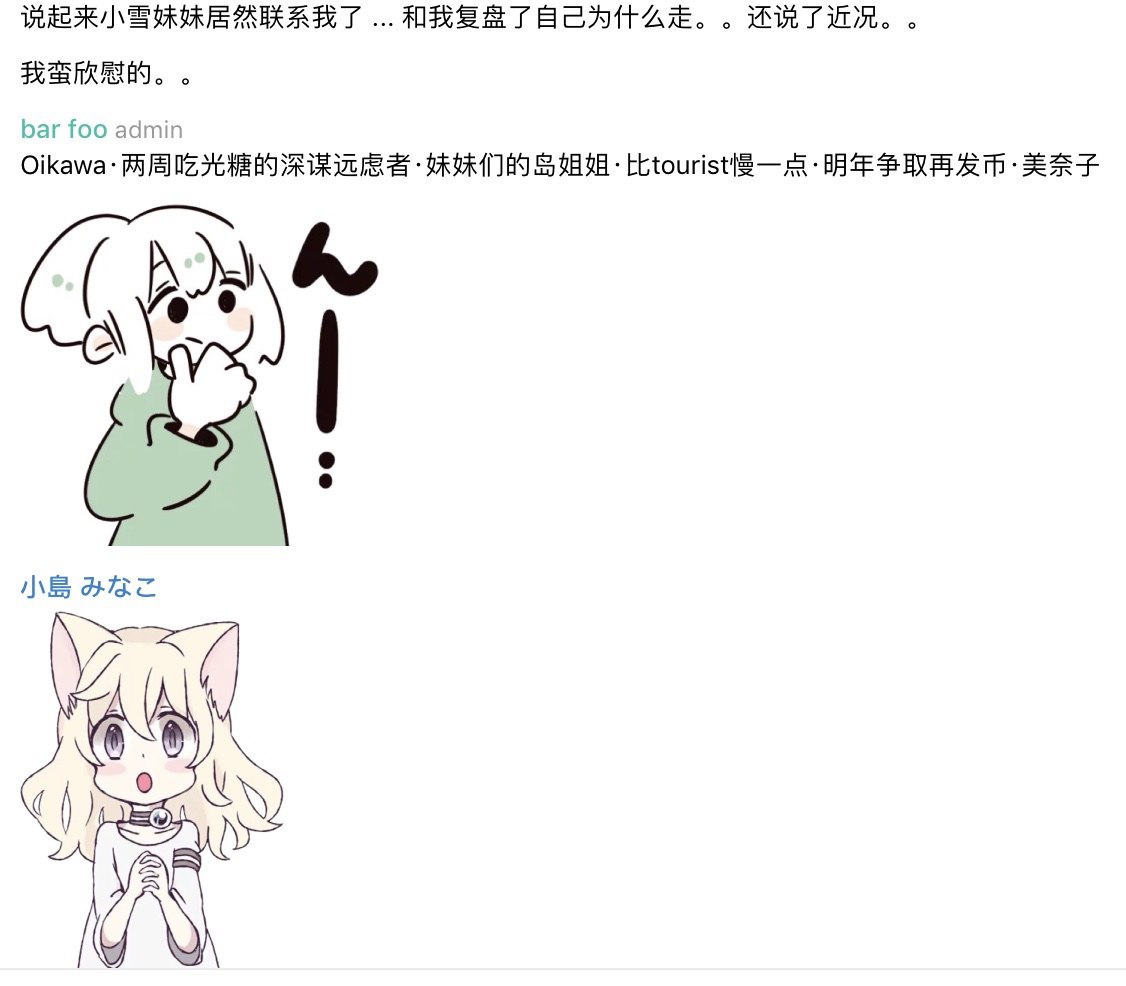 说起来小雪妹妹居然联系我了 ... 和我复盘了自己为什么走。。还说了近况。。
我蛮欣慰的。。
bar foo admin
Oikawa·两周吃光糖的深谋远虑者·妹妹们的岛姐姐·比tourist慢一点·明年争取再发币·美奈子
んー：
小島 みなこ